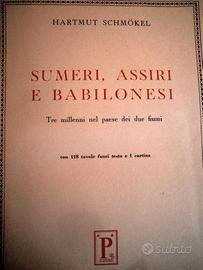 HARTMUT SCHMÖKEL
SUMERI, ASSIRI
E BABILONESI
Tre millenni nel paese dei due fiumi
con 118 tavole fuori testo e 1 cartina
P
subito